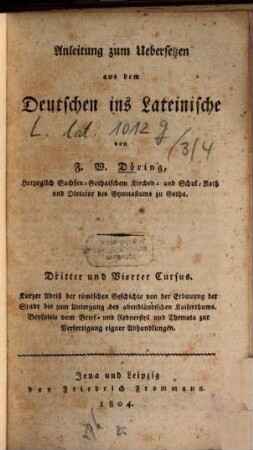 Anleitung zum Uebersetzen
aus dem
Deutschen ins Lateinische
L. lat. 1012 g
(3/4
von
F. W. Döring,
Herzoglich Sachsen-Gothaischem Kirchen- und Schul-Rath
und Director des Gymnasiums zu Gotha.
Dritter und Vierter Cursus.
Kurzer Abriß der römischen Geschichte von der Erbauung der
Stadt bis zum Untergang des abendländischen Kaiserthums.
Beyspiele vom Brief- und Rednerstyl und Themata zur
Verfertigung eigner Abhandlungen.
Jena und Leipzig
bey Friedrich Frommann
1804.